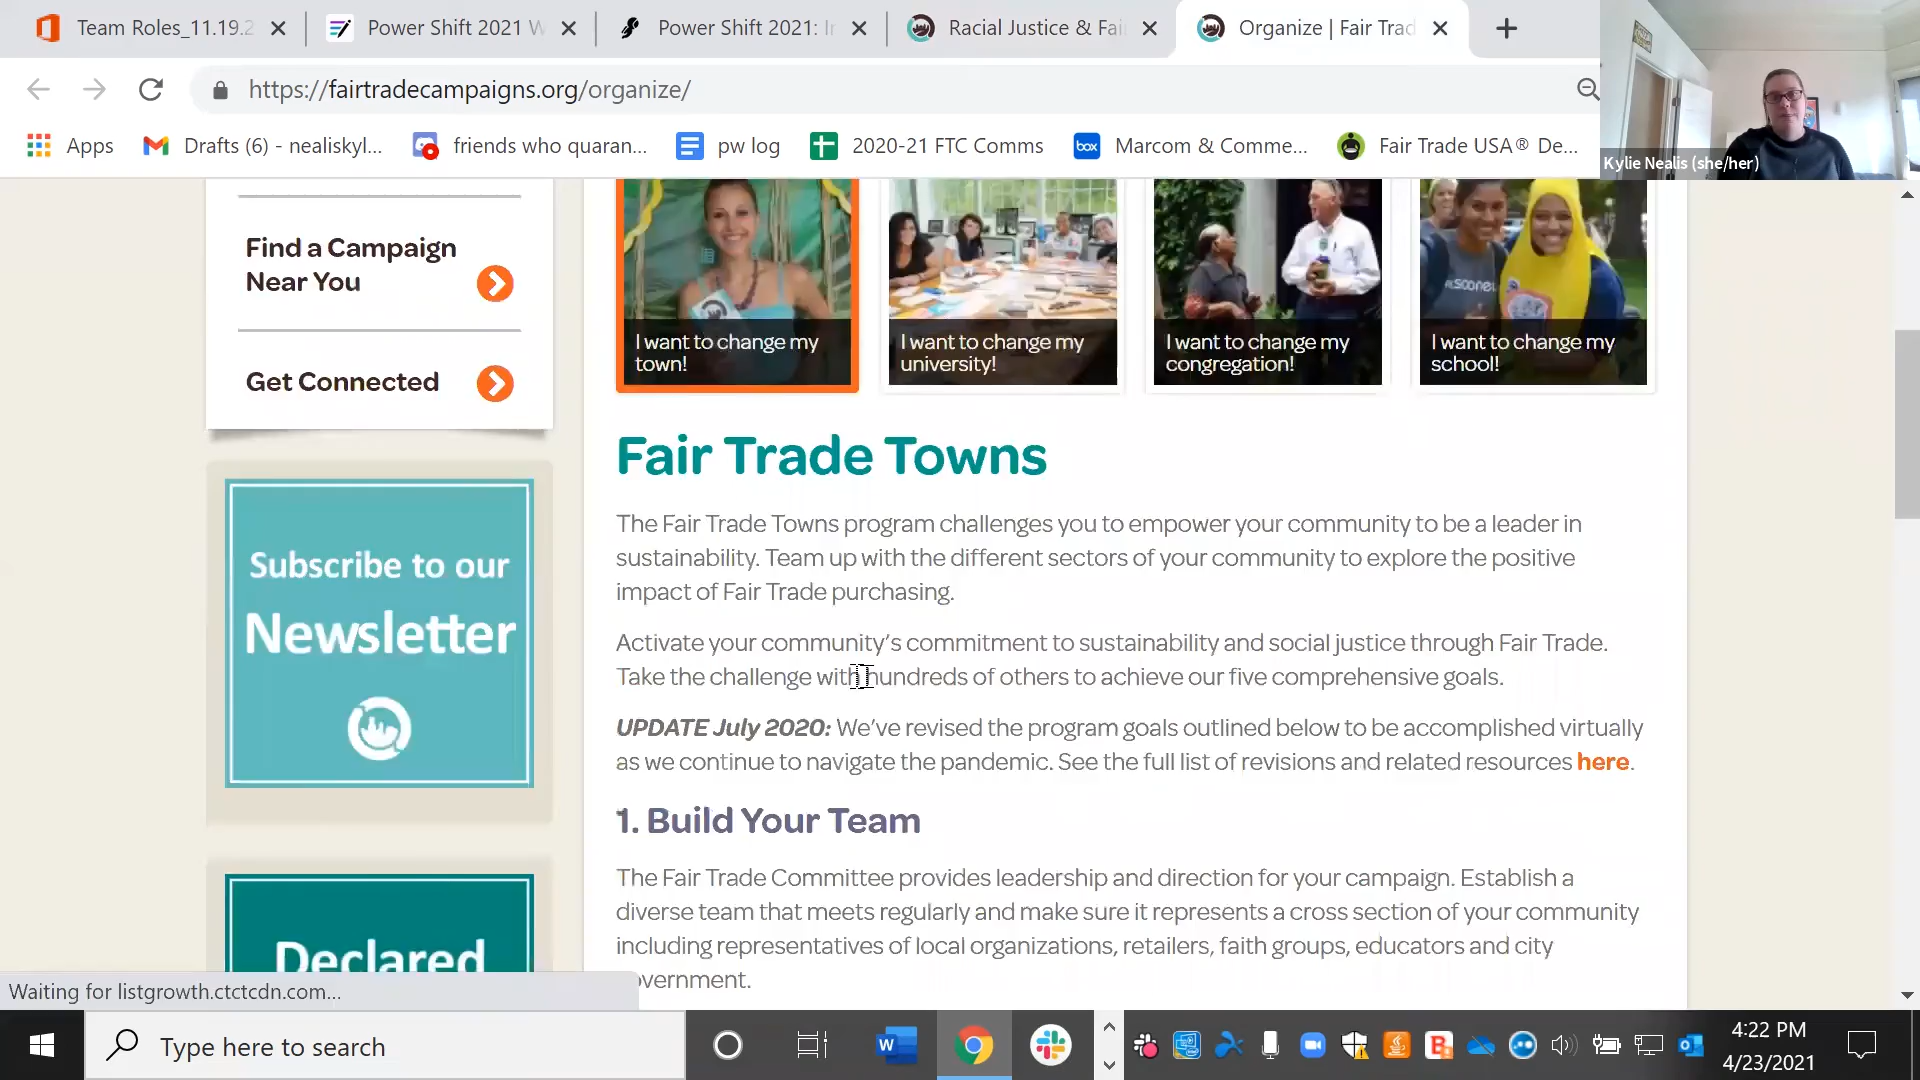 Team Roles_11.19.2
Power Shift 2021 W
Power Shift 2021: In
Racial Justice & Fai
Organize | Fair Trad
https://fairtradecampaigns.org/organize/
Kylie Nealis (she/her)
Apps
Drafts (6) - nealiskyl...
friends who quaran...
pw log
2020-21 FTC Comms
box
Marcom & Comme...
Fair Trade USA® De...
Find a Campaign
Near You
Get Connected
Subscribe to our
Newsletter
Declared
I want to change my
town!
I want to change my
university!
I want to change my
congregation!
I want to change my
school!
Fair Trade Towns
The Fair Trade Towns program challenges you to empower your community to be a leader in
sustainability. Team up with the different sectors of your community to explore the positive
impact of Fair Trade purchasing.
Activate your community's commitment to sustainability and social justice through Fair Trade.
Take the challenge with hundreds of others to achieve our five comprehensive goals.
UPDATE July 2020: We've revised the program goals outlined below to be accomplished virtually
as we continue to navigate the pandemic. See the full list of revisions and related resources here.
1. Build Your Team
The Fair Trade Committee provides leadership and direction for your campaign. Establish a
diverse team that meets regularly and make sure it represents a cross section of your community
including representatives of local organizations, retailers, faith groups, educators and city
overnment.
Waiting for listgrowth.ctctcdn.com...
Type here to search
W
B
4:22 PM
4/23/2021